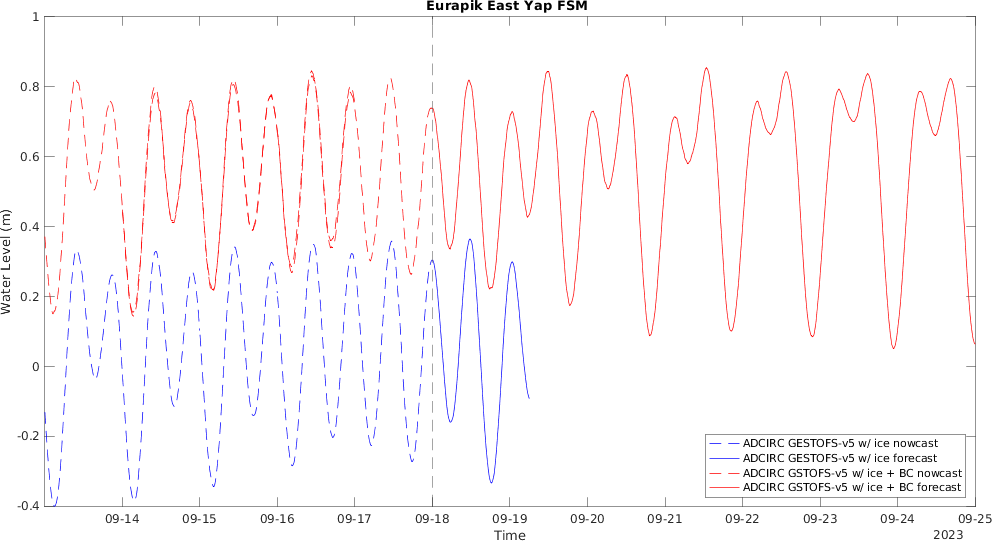 Eurapik East Yap FSM
1
0.8
0.6
0.4
0.2
0
-0.2
-0.4
Water Level (m)
09-14 09-15 09-16 09-17 09-18 09-19 09-20 09-21 09-22 09-23 09-24 09-25
Time
2023
ADCIRC GESTOFS-v5 w/ ice nowcast
ADCIRC GESTOFS-v5 w/ ice forecast
ADCIRC GSTOFS-v5 w/ ice + BC nowcast
ADCIRC GSTOFS-v5 w/ ice + BC forecast